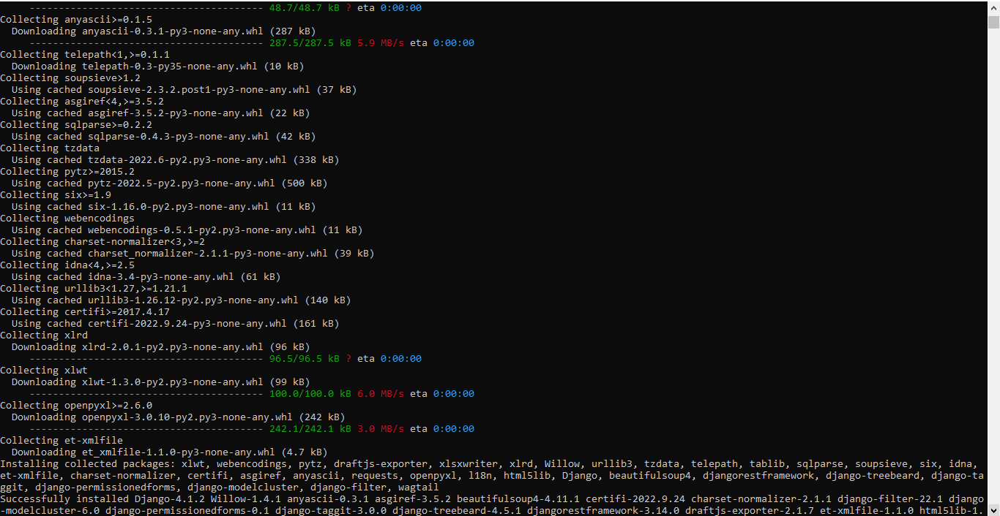 ---------------------------------------- 48.7/48.7 kB ? eta 0:00:00
Collecting anyascii>=0.1.5
Downloading anyascii-0.3.1-py3-none-any.whl (287 kB)
---------------------------------------- 287.5/287.5 kB 5.9 MB/s eta 0:00:00
Collecting telepath<1,>=0.1.1
Downloading telepath-0.3-py35-none-any.whl (10 kB)
Collecting soupsieve>1.2
Using cached soupsieve-2.3.2.post1-py3-none-any.whl (37 kB)
Collecting asgiref<4,>=3.5.2
Using cached asgiref-3.5.2-py3-none-any.whl (22 kB)
Collecting sqlparse>=0.2.2
Using cached sqlparse-0.4.3-py3-none-any.whl (42 kB)
Collecting tzdata
Using cached tzdata-2022.6-py2.py3-none-any.whl (338 kB)
Collecting pytz>=2015.2
Using cached pytz-2022.5-py2.py3-none-any.whl (500 kB)
Collecting six>=1.9
Using cached six-1.16.0-py2.py3-none-any.whl (11 kB)
Collecting webencodings
Using cached webencodings-0.5.1-py2.py3-none-any.whl (11 kB)
Collecting charset-normalizer<3,>=2
Using cached charset_normalizer-2.1.1-py3-none-any.whl (39 kB)
Collecting idna<4,>=2.5
Using cached idna-3.4-py3-none-any.whl (61 kB)
Collecting urllib3<1.27,>=1.21.1
Using cached urllib3-1.26.12-py2.py3-none-any.whl (140 kB)
Collecting certifi>=2017.4.17
Using cached certifi-2022.9.24-py3-none-any.whl (161 kB)
Collecting xlrd
Downloading xlrd-2.0.1-py2.py3-none-any.whl (96 kB)
---------------------------------------- 96.5/96.5 kB ? eta 0:00:00
Collecting xlwt
Downloading xlwt-1.3.0-py2.py3-none-any.whl (99 kB)
---------------------------------------- 100.0/100.0 kB 6.0 MB/s eta 0:00:00
Collecting openpyxl>=2.6.0
Downloading openpyxl-3.0.10-py2.py3-none-any.whl (242 kB)
---------------------------------------- 242.1/242.1 kB 3.0 MB/s eta 0:00:00
Collecting et-xmlfile
Downloading et_xmlfile-1.1.0-py3-none-any.whl (4.7 kB)
Installing collected packages: xlwt, webencodings, pytz, draftjs-exporter, xlsxwriter, xlrd, Willow, urllib3, tzdata, telepath, tablib, sqlparse, soupsieve, six, idna,
et-xmlfile, charset-normalizer, certifi, asgiref, anyascii, requests, openpyxl, l18n, html5lib, Django, beautifulsoup4, djangorestframework, django-treebeard, django-ta
ggit, django-permissionedforms, django-modelcluster, django-filter, wagtail
Successfully installed Django-4.1.2 Willow-1.4.1 anyascii-0.3.1 asgiref-3.5.2 beautifulsoup4-4.11.1 certifi-2022.9.24 charset-normalizer-2.1.1 django-filter-22.1 django
-modelcluster-6.0 django-permissionedforms-0.1 django-taggit-3.0.0 django-treebeard-4.5.1 djangorestframework-3.14.0 draftjs-exporter-2.1.7 et-xmlfile-1.1.0 html5lib-1.